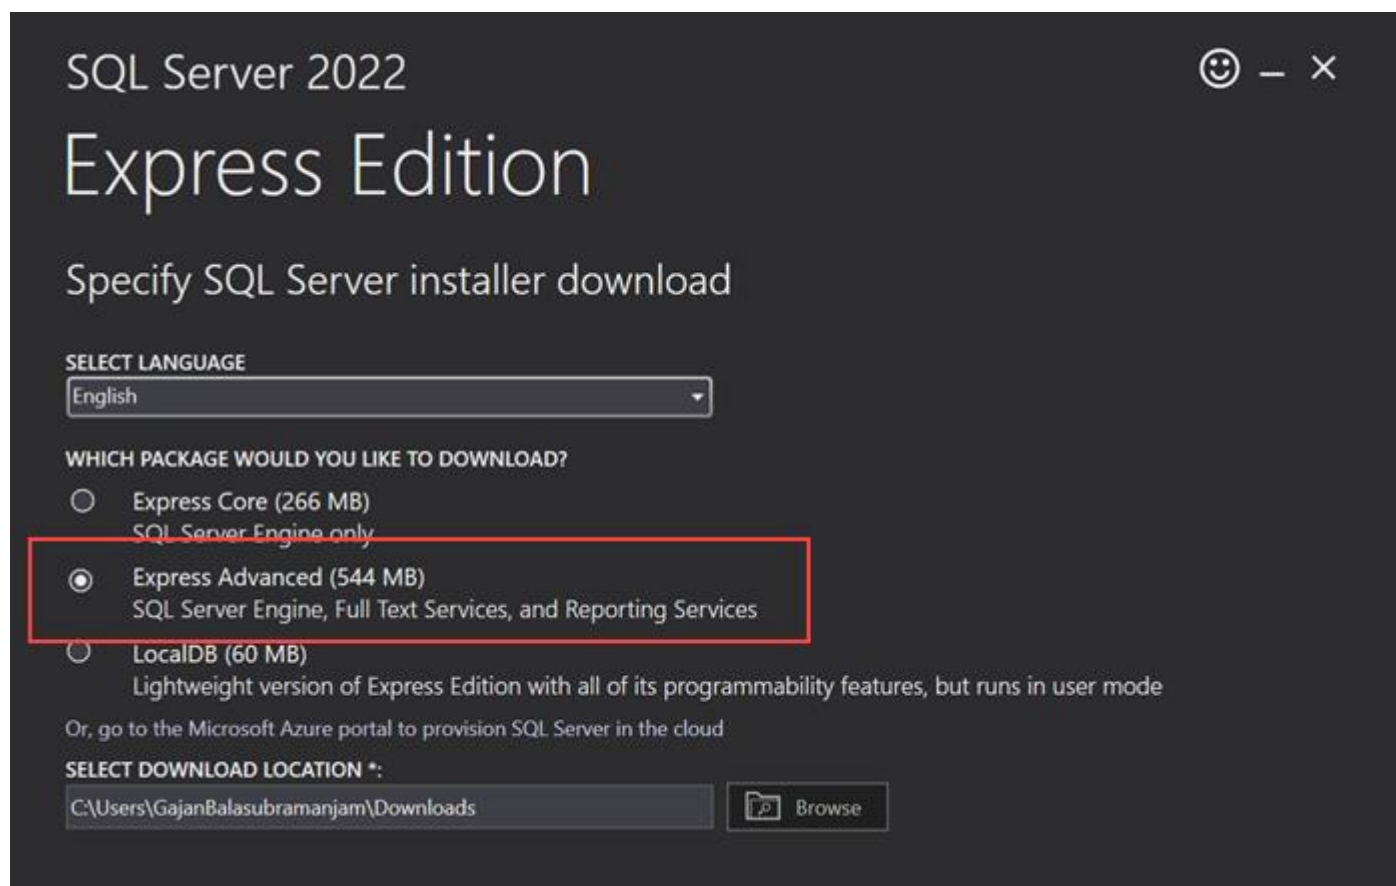 SQL Server 2022
Express Edition
Specify SQL Server installer download
SELECT LANGUAGE
English
WHICH PACKAGE WOULD YOU LIKE TO DOWNLOAD?
Express Core (266 MB)
SQL Server Engine only
Express Advanced (544 MB)
SQL Server Engine, Full Text Services, and Reporting Services
LocalDB (60 MB)
Lightweight version of Express Edition with all of its programmability features, but runs in user mode
Or, go to the Microsoft Azure portal to provision SQL Server in the cloud
SELECT DOWNLOAD LOCATION *:
C:\Users\GajanBalasubramanjam\Downloads
Browse